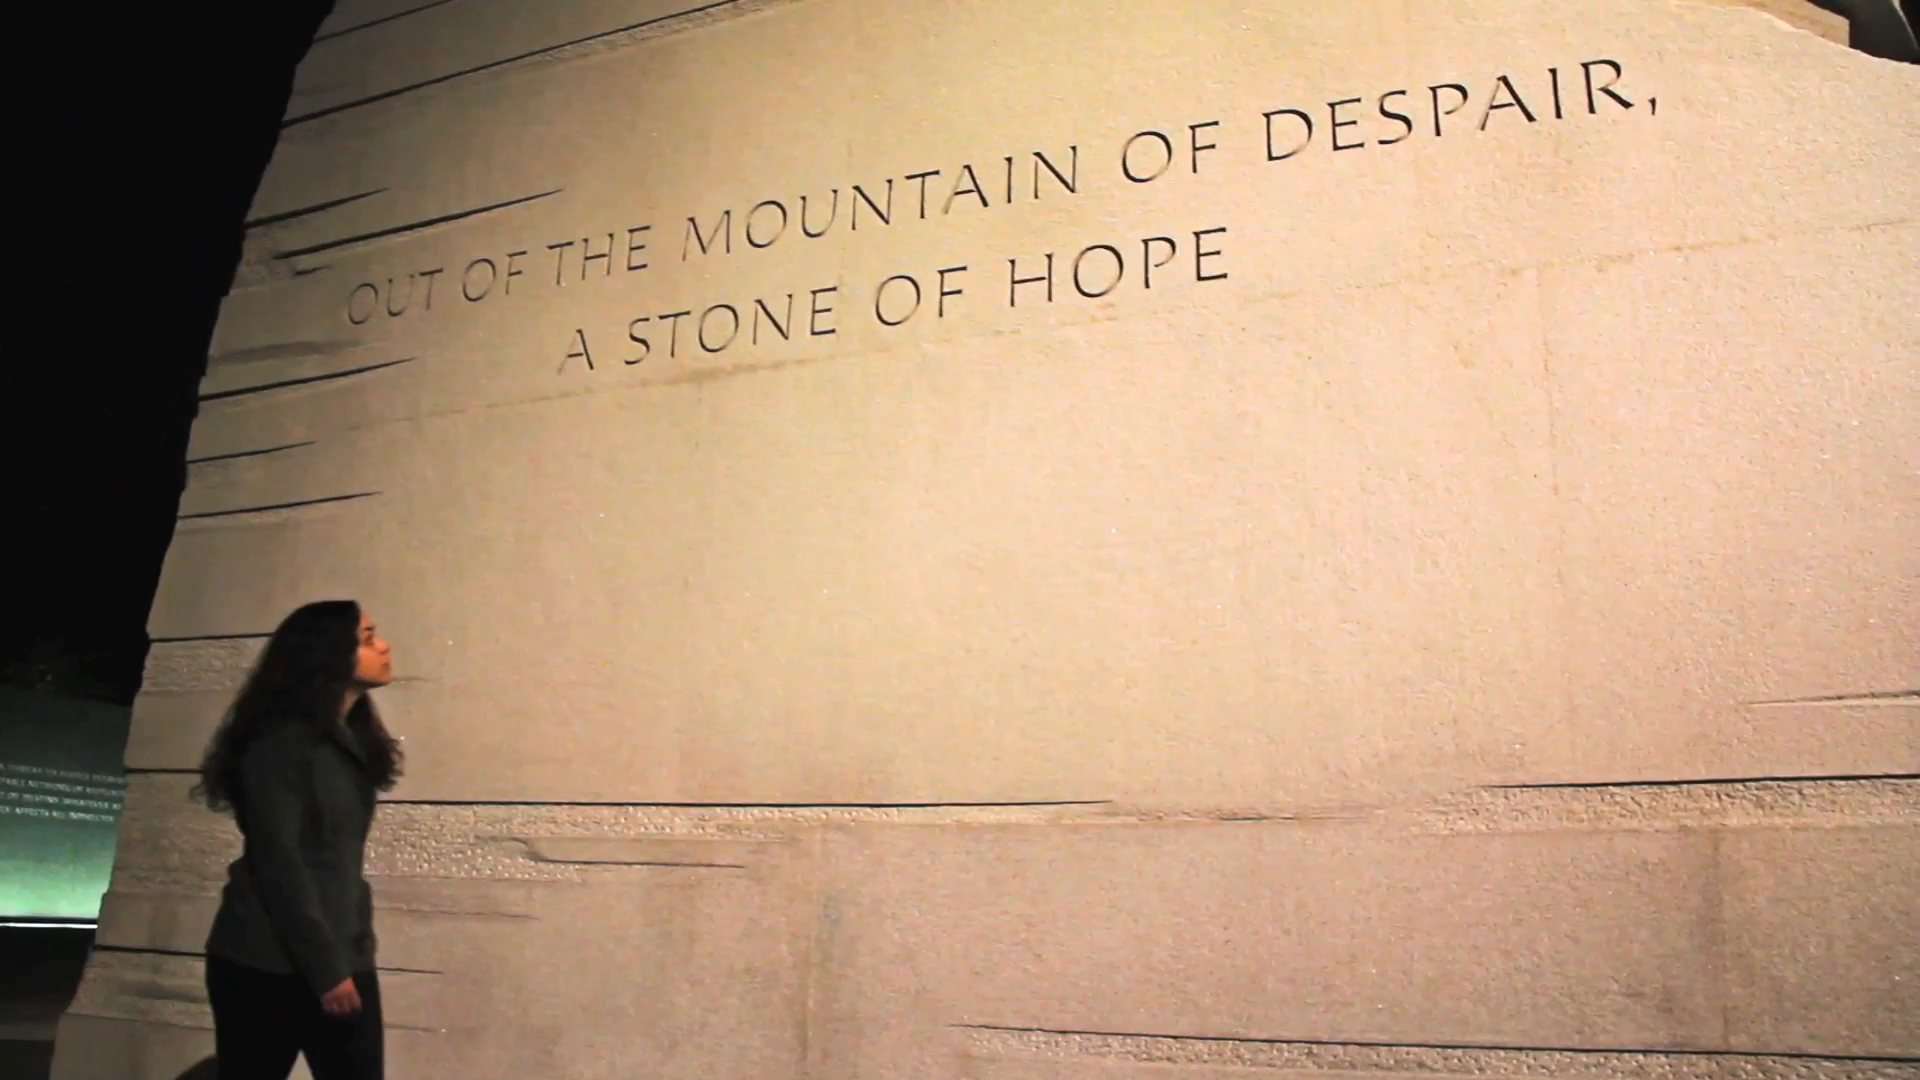 OUT OF THE MOUNTAIN OF DESPAIR,
A STONE OF HOPE